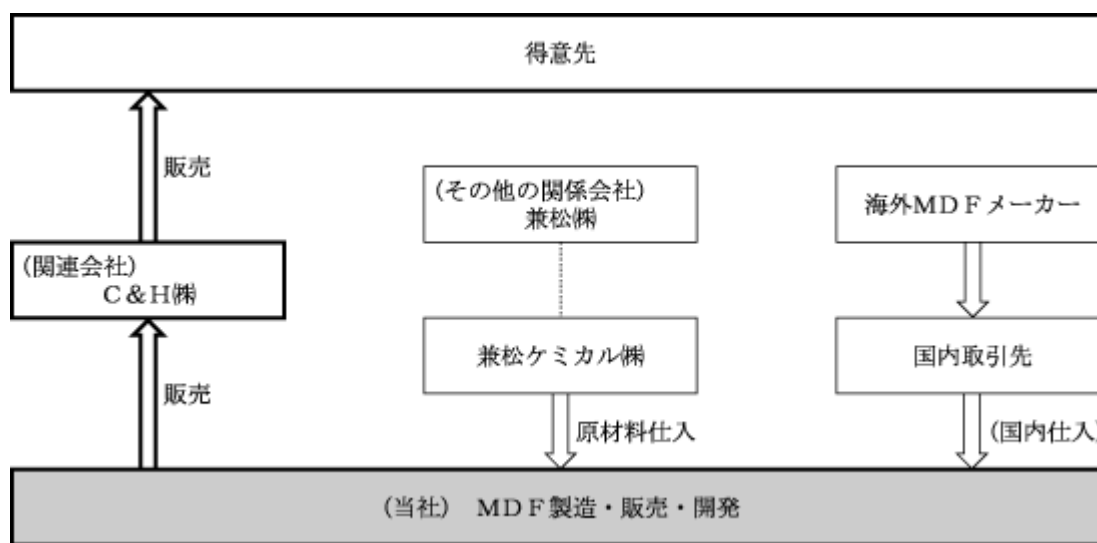 得意先
販売
(その他の関係会社)
兼松㈱
海外MDFメーカー
(関連会社)
C&H㈱
兼松ケミカル㈱
国内取引先
販売
原材料仕入
(国内仕入)
(当社) MDF製造・販売・開発